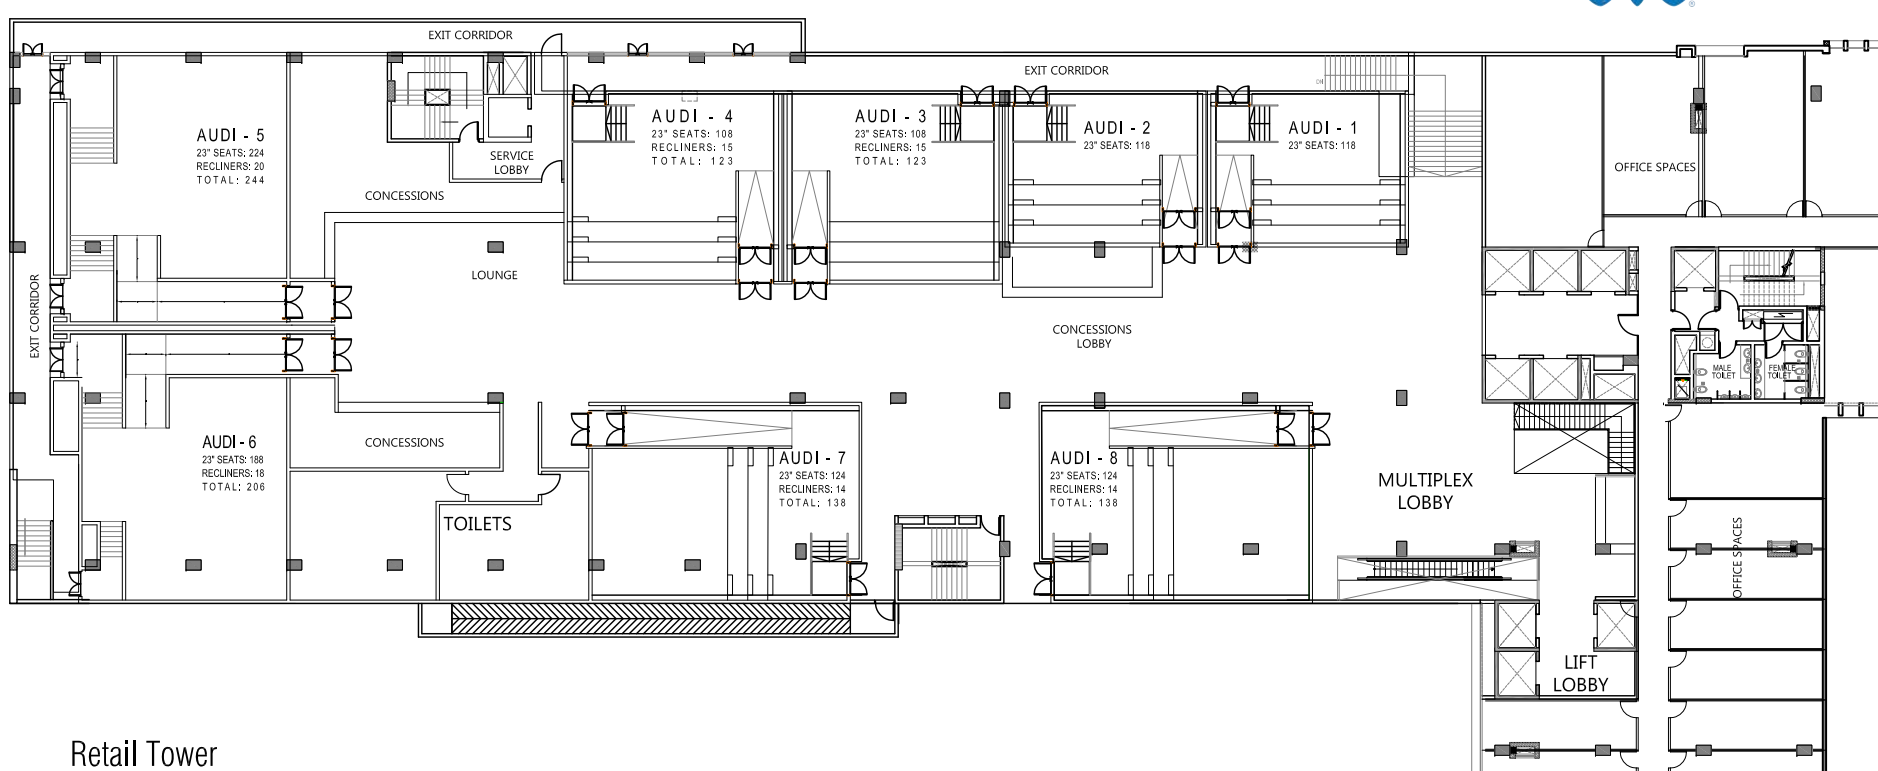 EXIT CORRIDOR
EXIT CORRIDOR
AUDI - 5
23" SEATS: 224
RECLINERS: 20
TOTAL: 244
SERVICE
LOBBY
CONCESSIONS
AUDI - 4
23" SEATS: 108
RECLINERS: 15
TOTAL: 123
AUDI - 3
23" SEATS: 108
RECLINERS: 15
TOTAL: 123
AUDI - 2
23" SEATS: 118
AUDI - 1
23" SEATS: 118
OFFICE SPACES
LOUNGE
EXIT CORRIDOR
CONCESSIONS
LOBBY
MALE
TOILET
FEMALE
TOILET
AUDI - 6
23" SEATS: 188
RECLINERS: 18
TOTAL: 206
CONCESSIONS
AUDI - 7
23" SEATS: 124
RECLINERS: 14
TOTAL: 138
AUDI - 8
23" SEATS: 124
RECLINERS: 14
TOTAL: 138
MULTIPLEX
LOBBY
TOILETS
OFFICE SPACES
LIFT
LOBBY
Retail Tower